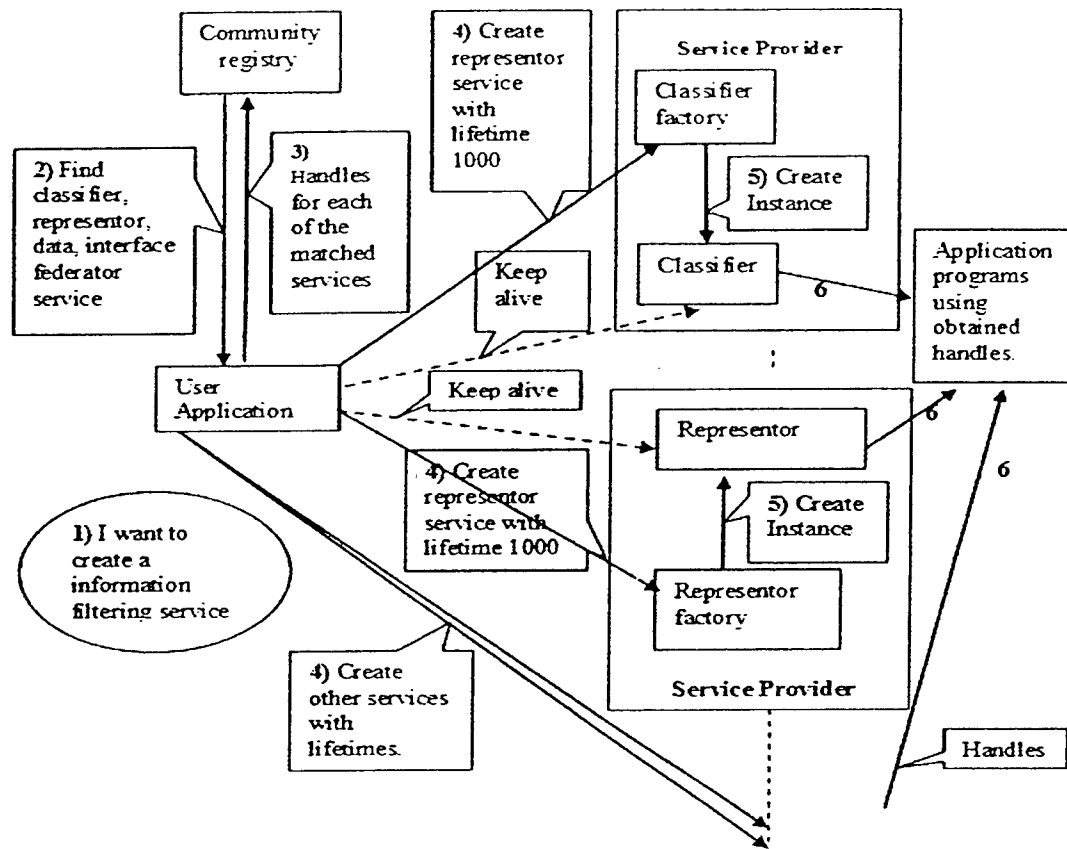 Community
registry
4) Create
representor
service
with
lifetime
1000
Service Provider
Classifier
factory
2) Find
classifier,
representor,
data, interface
federator
service
3)
Handles
for each
of the
matched
services
5) Create
Instance
Keep
alive
Classifier
6
Application
programs
using
obtained
handles.
User
Application
Keep alive
Representor
6
6
4) Create
representor
service with
lifetime 1000
5) Create
Instance
1) I want to
create a
information
filtering service
Representor
factory
Service Provider
4) Create
other services
with
lifetimes.
Handles